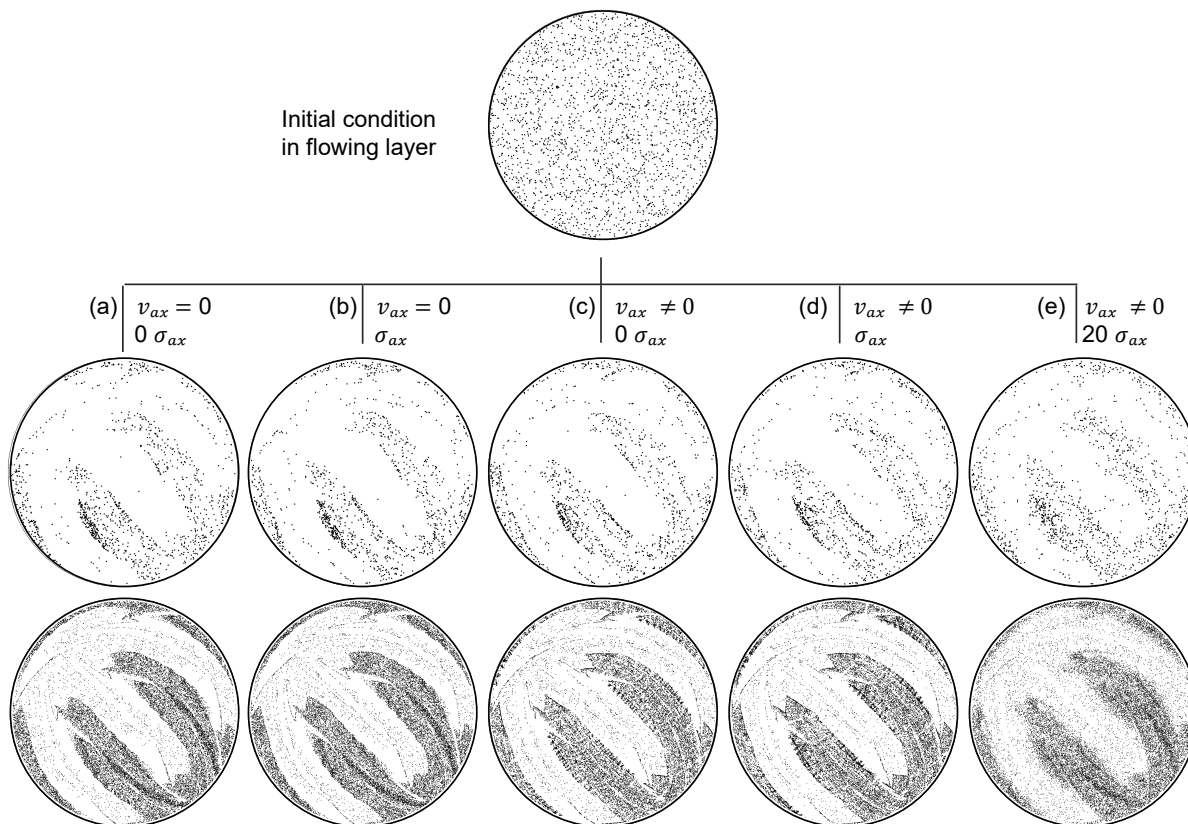 Initial condition
in flowing layer
(a) v_ax = 0
0 σ_ax
(b) v_ax = 0
σ_ax
(c) v_ax ≠ 0
0 σ_ax
(d) v_ax ≠ 0
σ_ax
(e) v_ax ≠ 0
20 σ_ax